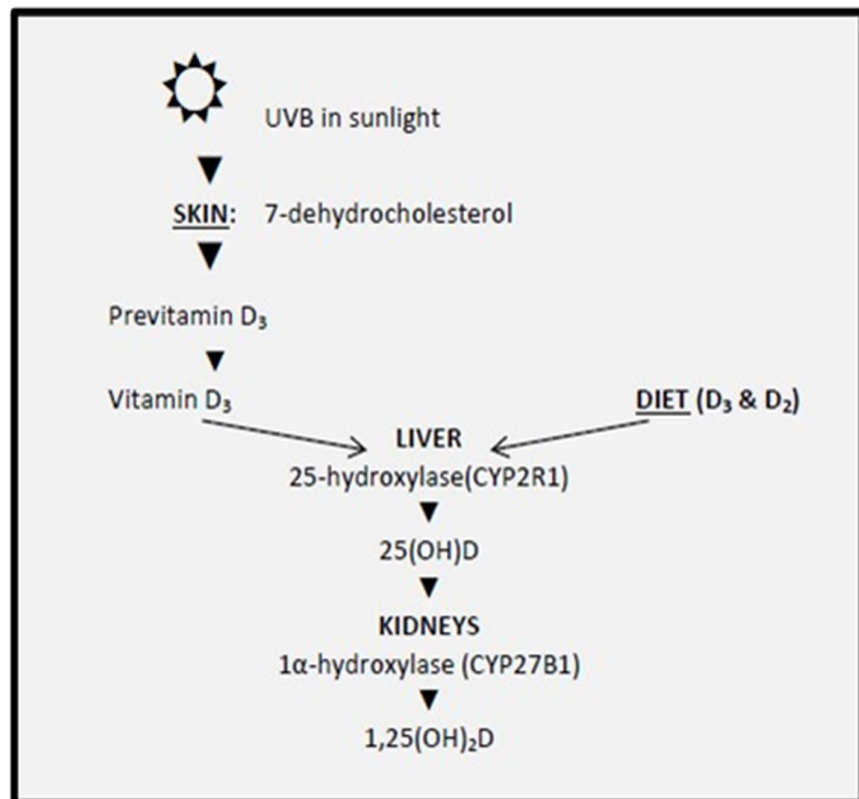 UVB in sunlight
SKIN: 7-dehydrocholesterol
Previtamin D₃
Vitamin D₃
DIET (D₃ & D₂)
LIVER
25-hydroxylase(CYP2R1)
25(OH)D
KIDNEYS
1α-hydroxylase (CYP27B1)
1,25(OH)₂D